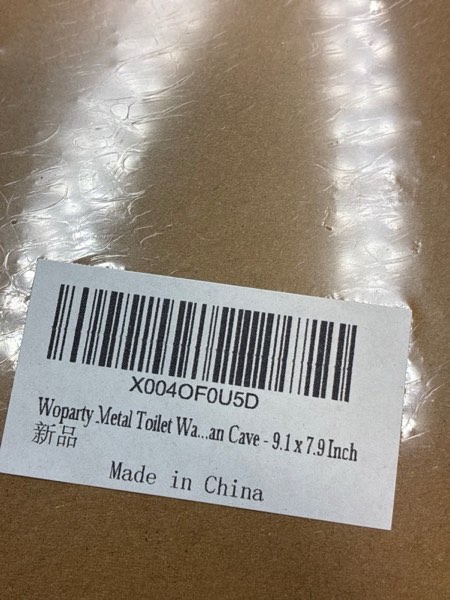 X004OF0U5D
Woparty Metal Toilet Wa...an Cave - 9.1 x 7.9 Inch
新品
Made in China